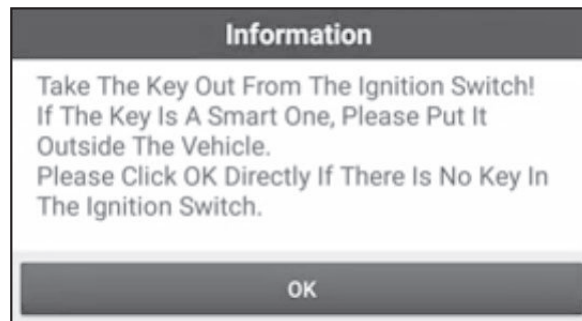 Information
Take The Key Out From The Ignition Switch!
If The Key Is A Smart One, Please Put It
Outside The Vehicle.
Please Click OK Directly If There Is No Key In
The Ignition Switch.
OK